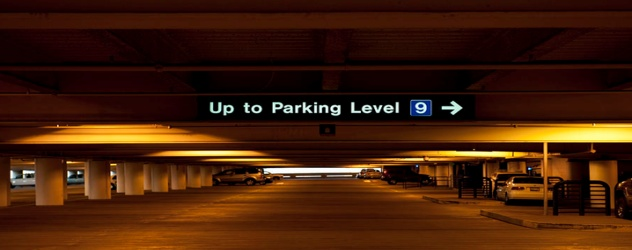 Up to Parking Level 9 →